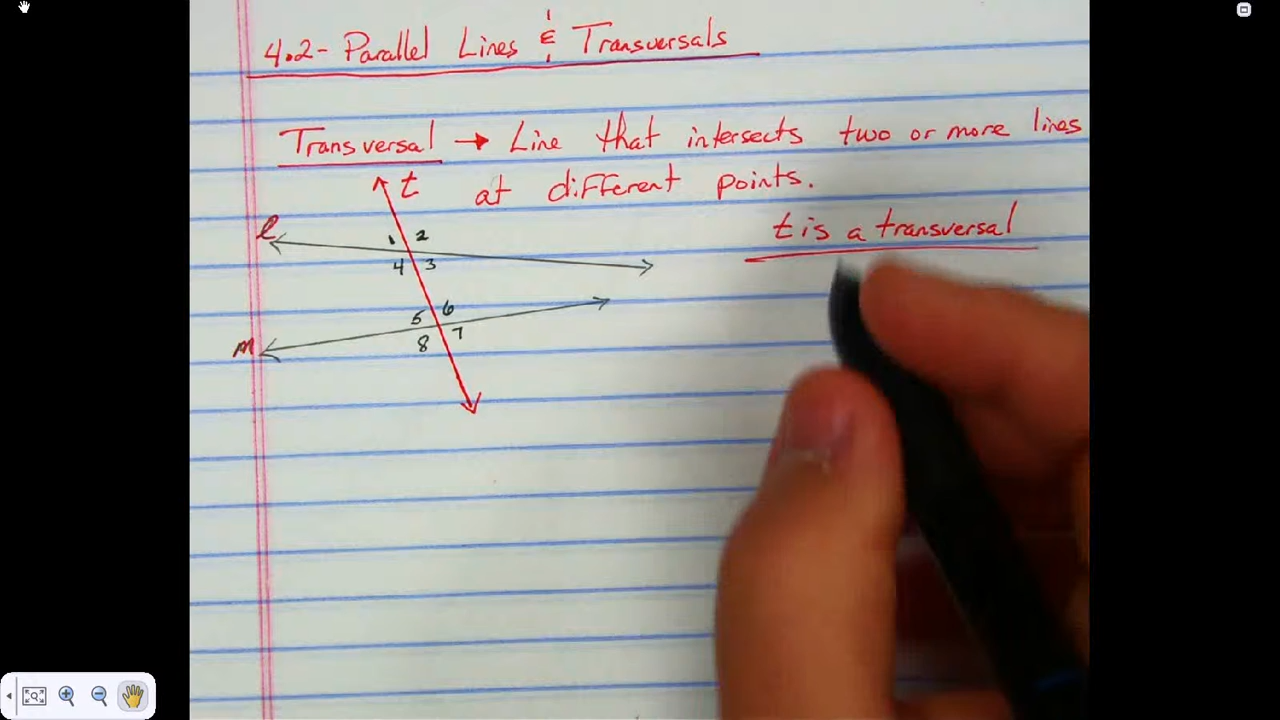 4.2- Parallel Lines & Transversals
Transversal → Line that intersects two or more lines
at different points.
t
t is a transversal
l
1 2
4 3
5 6
8 7
m